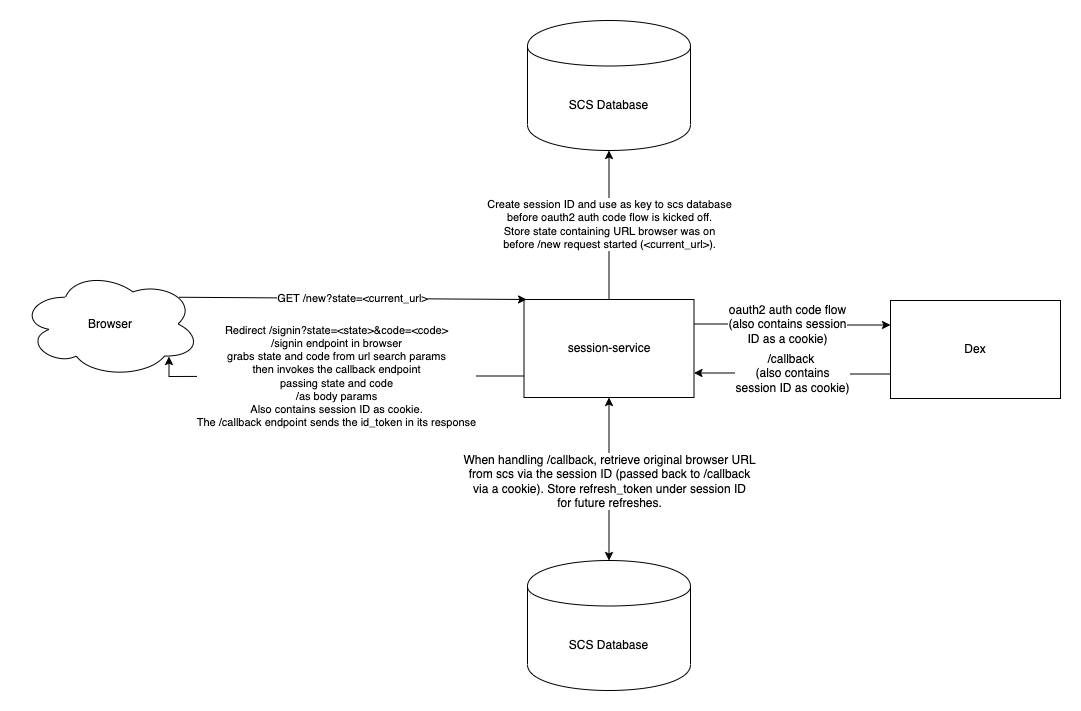 SCS Database
Create session ID and use as key to scs database
before oauth2 auth code flow is kicked off.
Store state containing URL browser was on
before /new request started (<current_url>).
Browser
GET /new?state=<current_url>
Redirect /signin?state=<state>&code=<code>
/signin endpoint in browser
grabs state and code from url search params
then invokes the callback endpoint
passing state and code
/as body params
Also contains session ID as cookie.
The /callback endpoint sends the id_token in its response
session-service
oauth2 auth code flow
(also contains session
ID as a cookie)
/callback
(also contains
session ID as cookie)
Dex
When handling /callback, retrieve original browser URL
from scs via the session ID (passed back to /callback
via a cookie). Store refresh_token under session ID
for future refreshes.
SCS Database